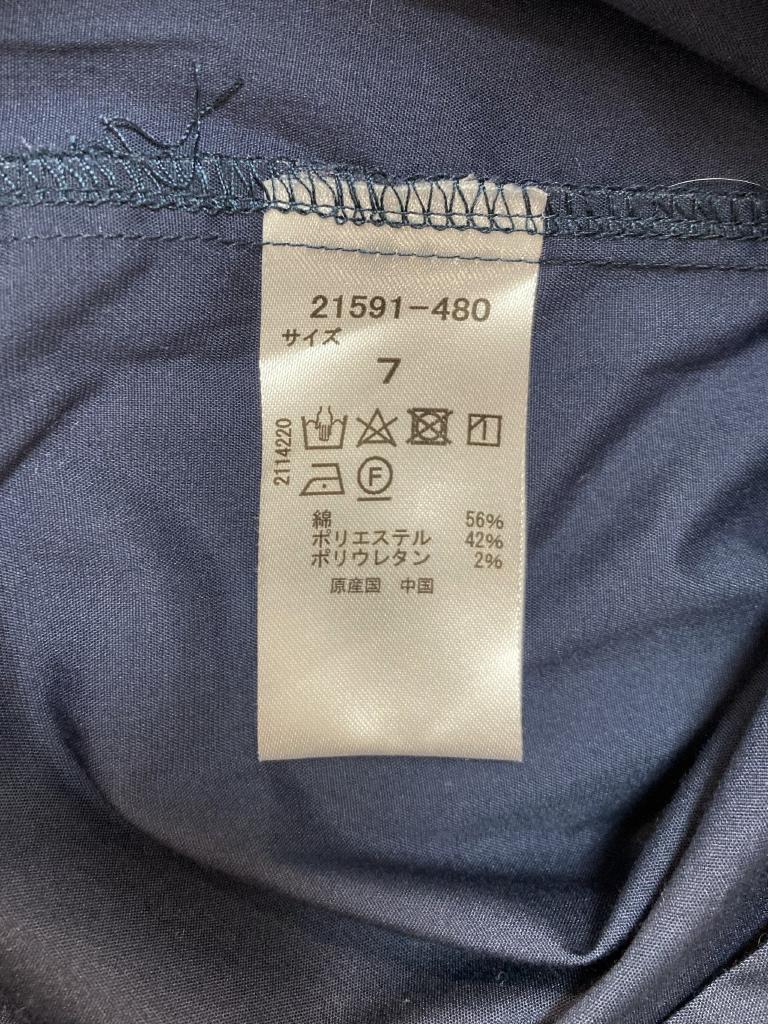 21591-480
サイズ
7
2114220
F
綿 56%
ポリエステル 42%
ポリウレタン 2%
原産国 中国